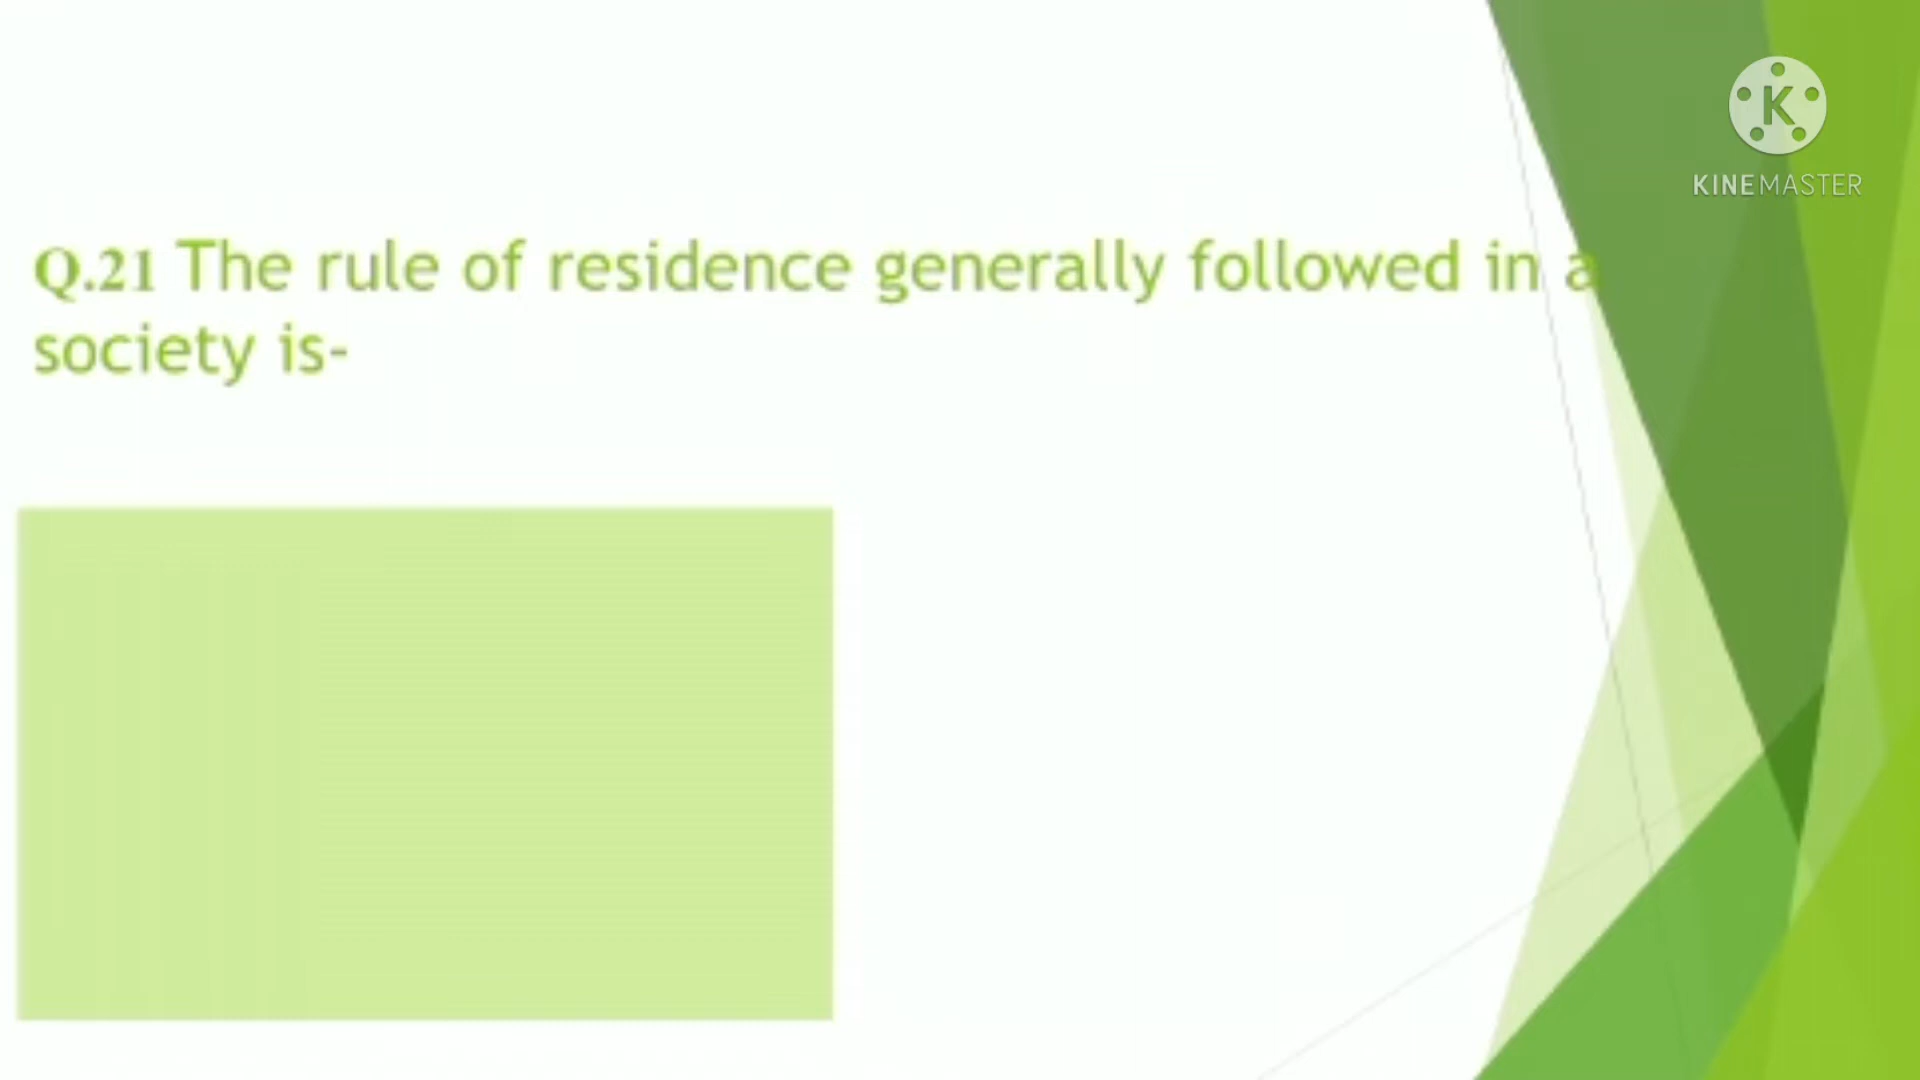 K
KINEMASTER
Q.21 The rule of residence generally followed in a
society is-